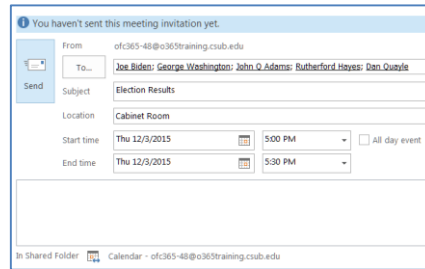 You haven't sent this meeting invitation yet.
From ofc365-48@o365training.csub.edu
To... Joe Biden; George Washington; John Q Adams; Rutherford Hayes; Dan Quayle
Send
Subject Election Results
Location Cabinet Room
Start time Thu 12/3/2015 5:00 PM All day event
End time Thu 12/3/2015 5:30 PM
In Shared Folder Calendar - ofc365-48@o365training.csub.edu